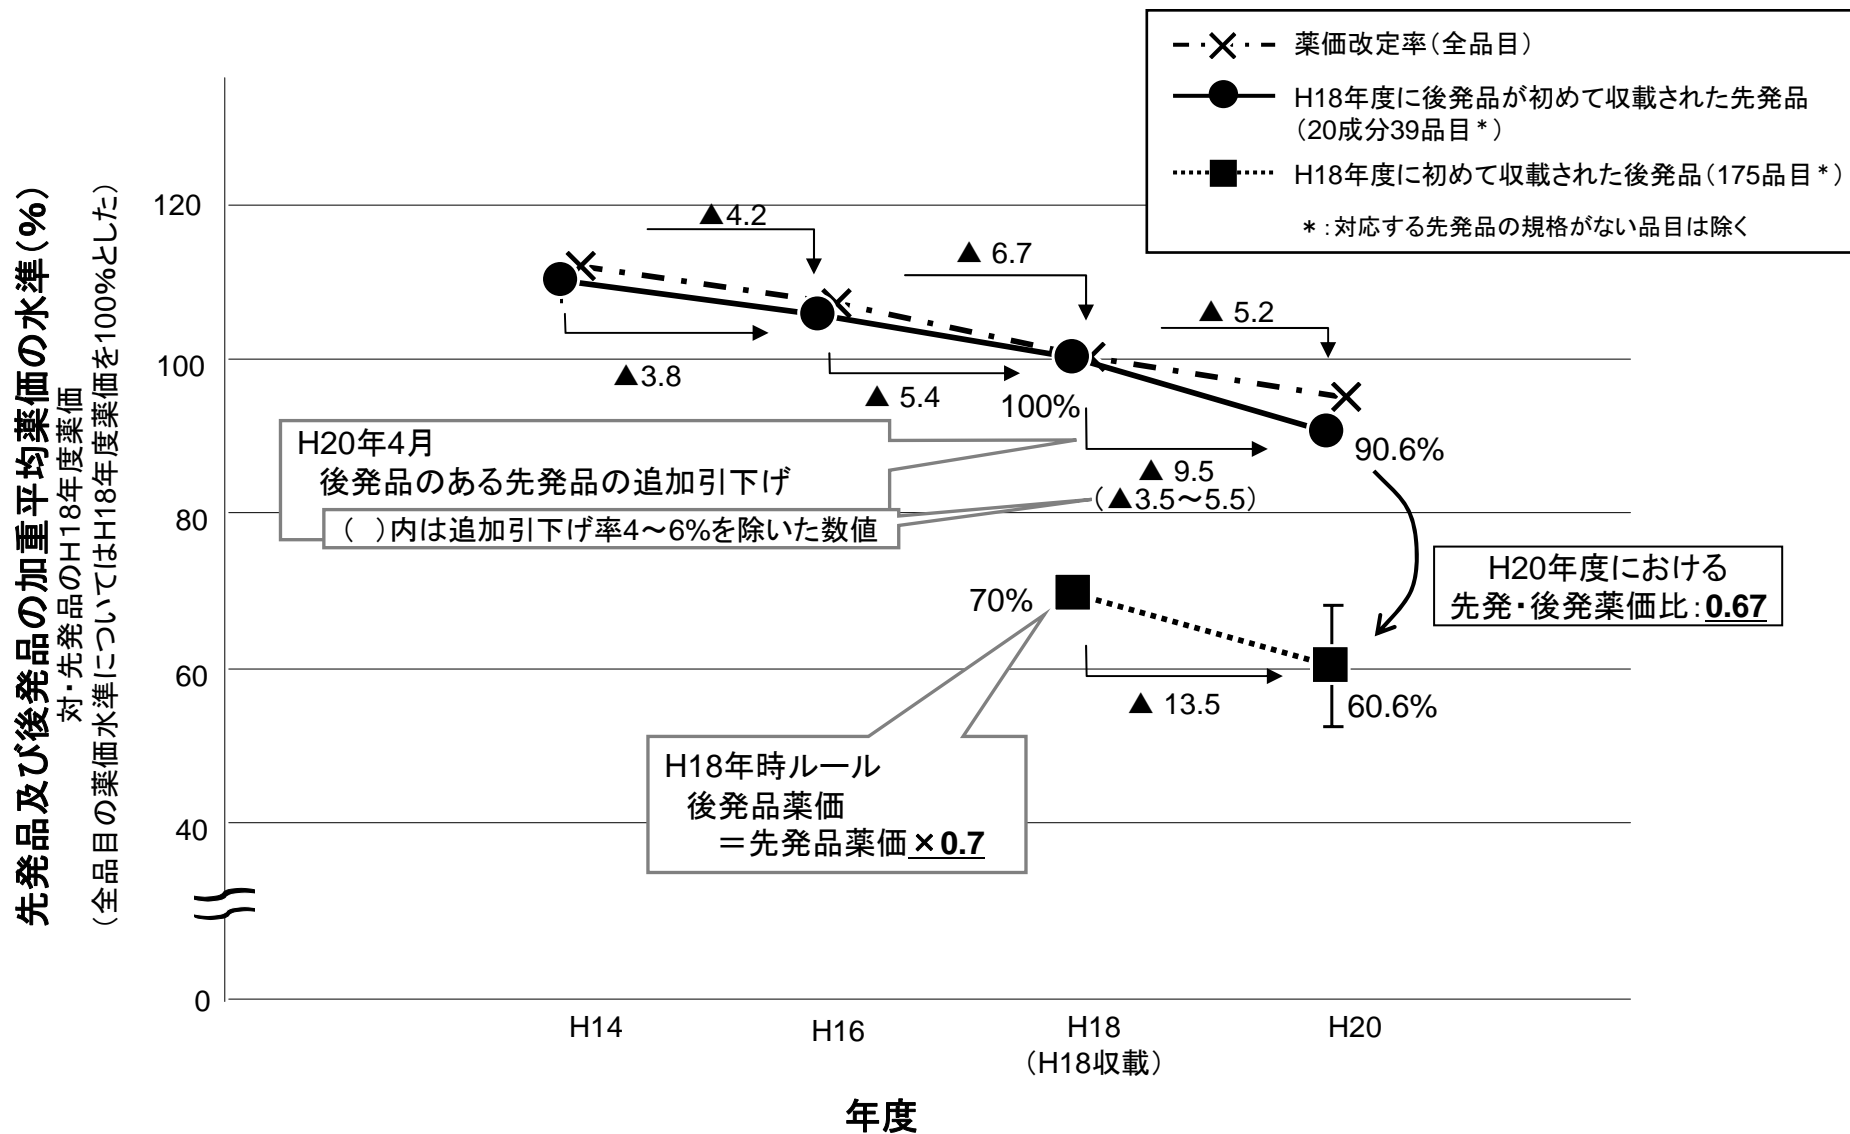 薬価改定率（全品目）
H18年度に後発品が初めて収載された先発品
（20成分39品目*）
H18年度に初めて収載された後発品（175品目*）
*：対応する先発品の規格がない品目は除く
先発品及び後発品の加重平均薬価の水準（%）
対・先発品のH18年度薬価
（全品目の薬価水準についてはH18年度薬価を100%とした）
120
100
80
60
40
0
▲4.2
▲ 6.7
▲ 5.2
▲3.8
▲ 5.4
100%
▲ 9.5
（▲3.5～5.5）
90.6%
H20年4月
後発品のある先発品の追加引下げ
（　）内は追加引下げ率4～6%を除いた数値
H20年度における
先発・後発薬価比：0.67
70%
▲ 13.5
60.6%
H18年時ルール
後発品薬価
＝先発品薬価×0.7
H14
H16
H18
（H18収載）
H20
年度